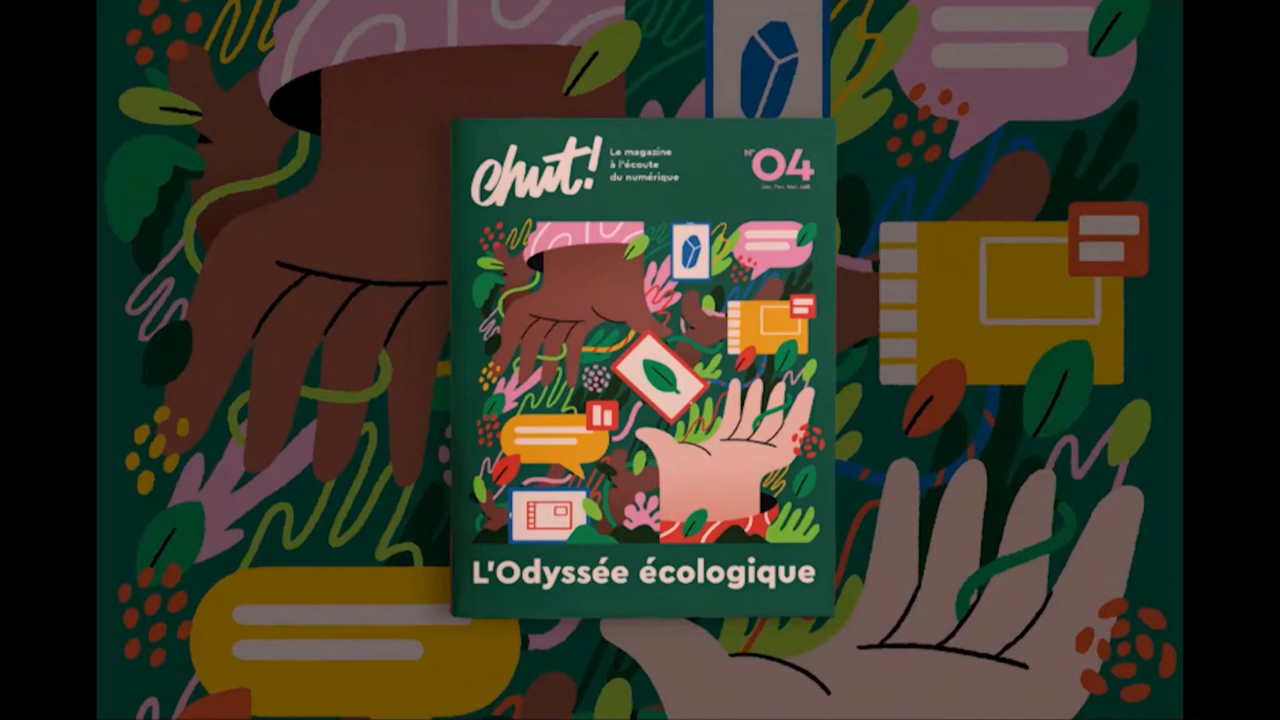 chut!
Le magazine
à l'écoute
du numérique
N°04
L'Odyssée écologique